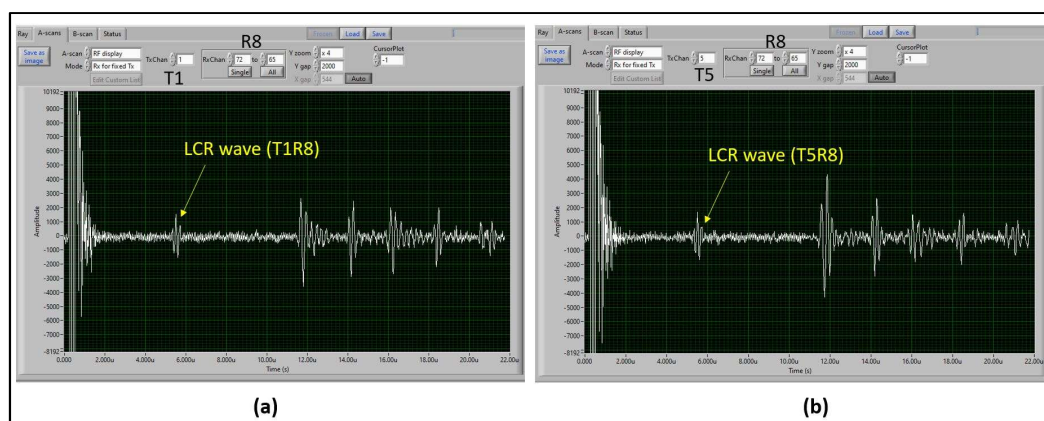 Ray A-scans B-scan Status
Frozen Load Save
Save as image
A-scan RF display
Mode Rx for fixed Tx
Edit Custom List
TxChan 1
T1
R8
RxChan 72 to 65
Single All
Y zoom x 4
Y gap 2000
X gap 544 Auto
CursorPlot
-1
LCR wave (T1R8)
Amplitude
10192
9000
8000
7000
6000
5000
4000
3000
2000
1000
0
-1000
-2000
-3000
-4000
-5000
-6000
-7000
-8192
0.000u 2.000u 4.000u 6.000u 8.000u 10.00u 12.00u 14.00u 16.00u 18.00u 20.00u 22.00u
Time (s)
(a)
Ray A-scans B-scan Status
Frozen Load Save
Save as image
A-scan RF display
Mode Rx for fixed Tx
Edit Custom List
TxChan 5
T5
R8
RxChan 72 to 65
Single All
Y zoom x 4
Y gap 2000
X gap 544 Auto
CursorPlot
-1
LCR wave (T5R8)
Amplitude
10192
9000
8000
7000
6000
5000
4000
3000
2000
1000
0
-1000
-2000
-3000
-4000
-5000
-6000
-7000
-8192
0.000u 2.000u 4.000u 6.000u 8.000u 10.00u 12.00u 14.00u 16.00u 18.00u 20.00u 22.00u
Time (s)
(b)